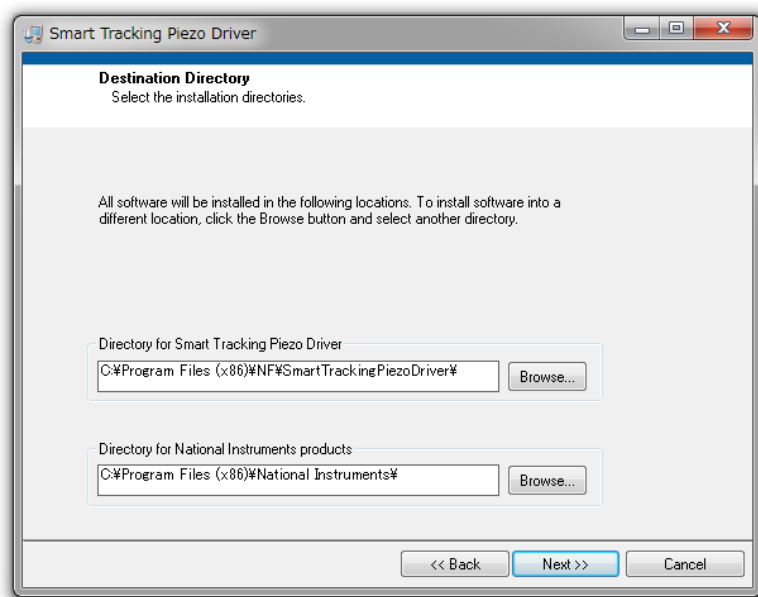 Smart Tracking Piezo Driver
Destination Directory
Select the installation directories.
All software will be installed in the following locations. To install software into a
different location, click the Browse button and select another directory.
Directory for Smart Tracking Piezo Driver
C:¥Program Files (x86)¥NF¥SmartTrackingPiezoDriver¥
Browse...
Directory for National Instruments products
C:¥Program Files (x86)¥National Instruments¥
Browse...
<< Back
Next >>
Cancel